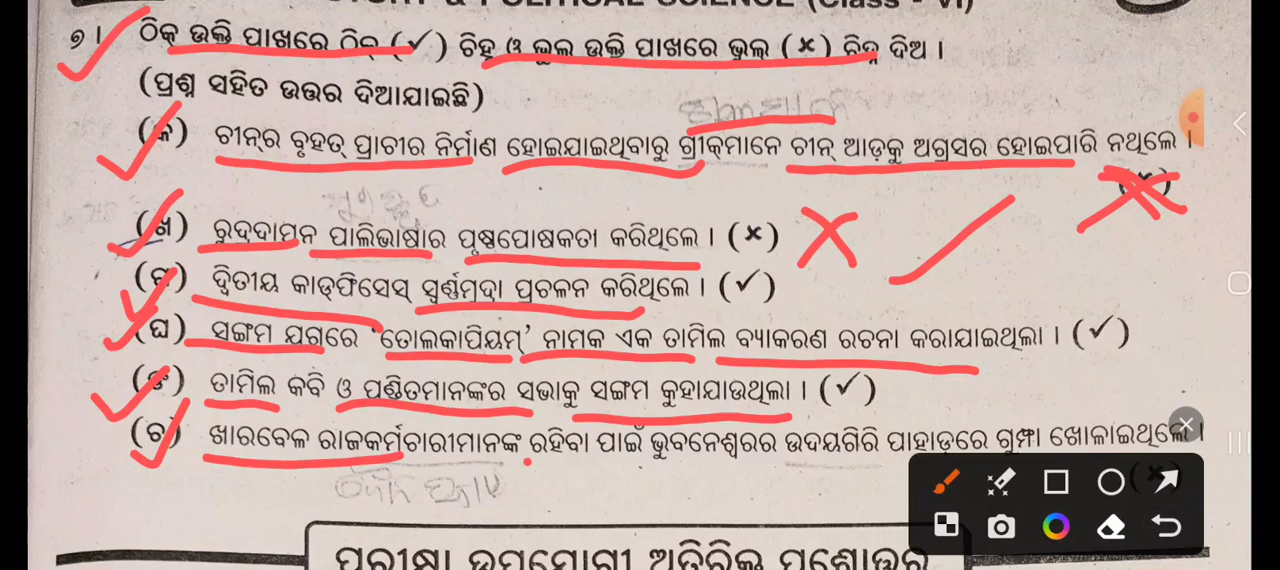 STORY & POLITICAL SCIENCE (Class - VI)
୭। ଠିକ୍ ଉକ୍ତି ପାଖରେ ଠିକ୍ (✓) ଚିହ୍ନ ଓ ଭୁଲ୍ ଉକ୍ତି ପାଖରେ ଭୁଲ୍ (×) ଚିହ୍ନ ଦିଅ ।
(ପ୍ରଶ୍ନ ସହିତ ଉତ୍ତର ଦିଆଯାଇଛି)
(କ) ଚୀନ୍‌ର ବୃହତ୍ ପ୍ରାଚୀର ନିର୍ମାଣ ହୋଇଯାଇଥିବାରୁ ଗ୍ରୀକ୍‌ମାନେ ଚୀନ୍ ଆଡ଼କୁ ଅଗ୍ରସର ହୋଇପାରି ନଥିଲେ ।
(×)
(ଖ) ରୁଦ୍ରଦାମନ ପାଲିଭାଷାର ପୃଷ୍ଠପୋଷକତା କରିଥିଲେ । (×)
(ଗ) ଦ୍ୱିତୀୟ କାଡ୍‌ଫିସେସ୍ ସ୍ୱର୍ଣ୍ଣମୁଦ୍ରା ପ୍ରଚଳନ କରିଥିଲେ । (✓)
(ଘ) ସଙ୍ଗମ ଯୁଗରେ ‘ତୋଲକାପିୟମ୍’ ନାମକ ଏକ ତାମିଲ ବ୍ୟାକରଣ ରଚନା କରାଯାଇଥିଲା । (✓)
(ଙ) ତାମିଲ କବି ଓ ପଣ୍ଡିତମାନଙ୍କର ସଭାକୁ ସଙ୍ଗମ କୁହାଯାଉଥିଲା । (✓)
(ଚ) ଖାରବେଳ ରାଜକର୍ମଚାରୀମାନଙ୍କ ରହିବା ପାଇଁ ଭୁବନେଶ୍ୱରର ଉଦୟଗିରି ପାହାଡ଼ରେ ଗୁମ୍ଫା ଖୋଳାଇଥିଲେ ।
(×)
ପରୀକ୍ଷା ଉପଯୋଗୀ ଅତିରିକ୍ତ ପ୍ରଶ୍ନୋତ୍ତର